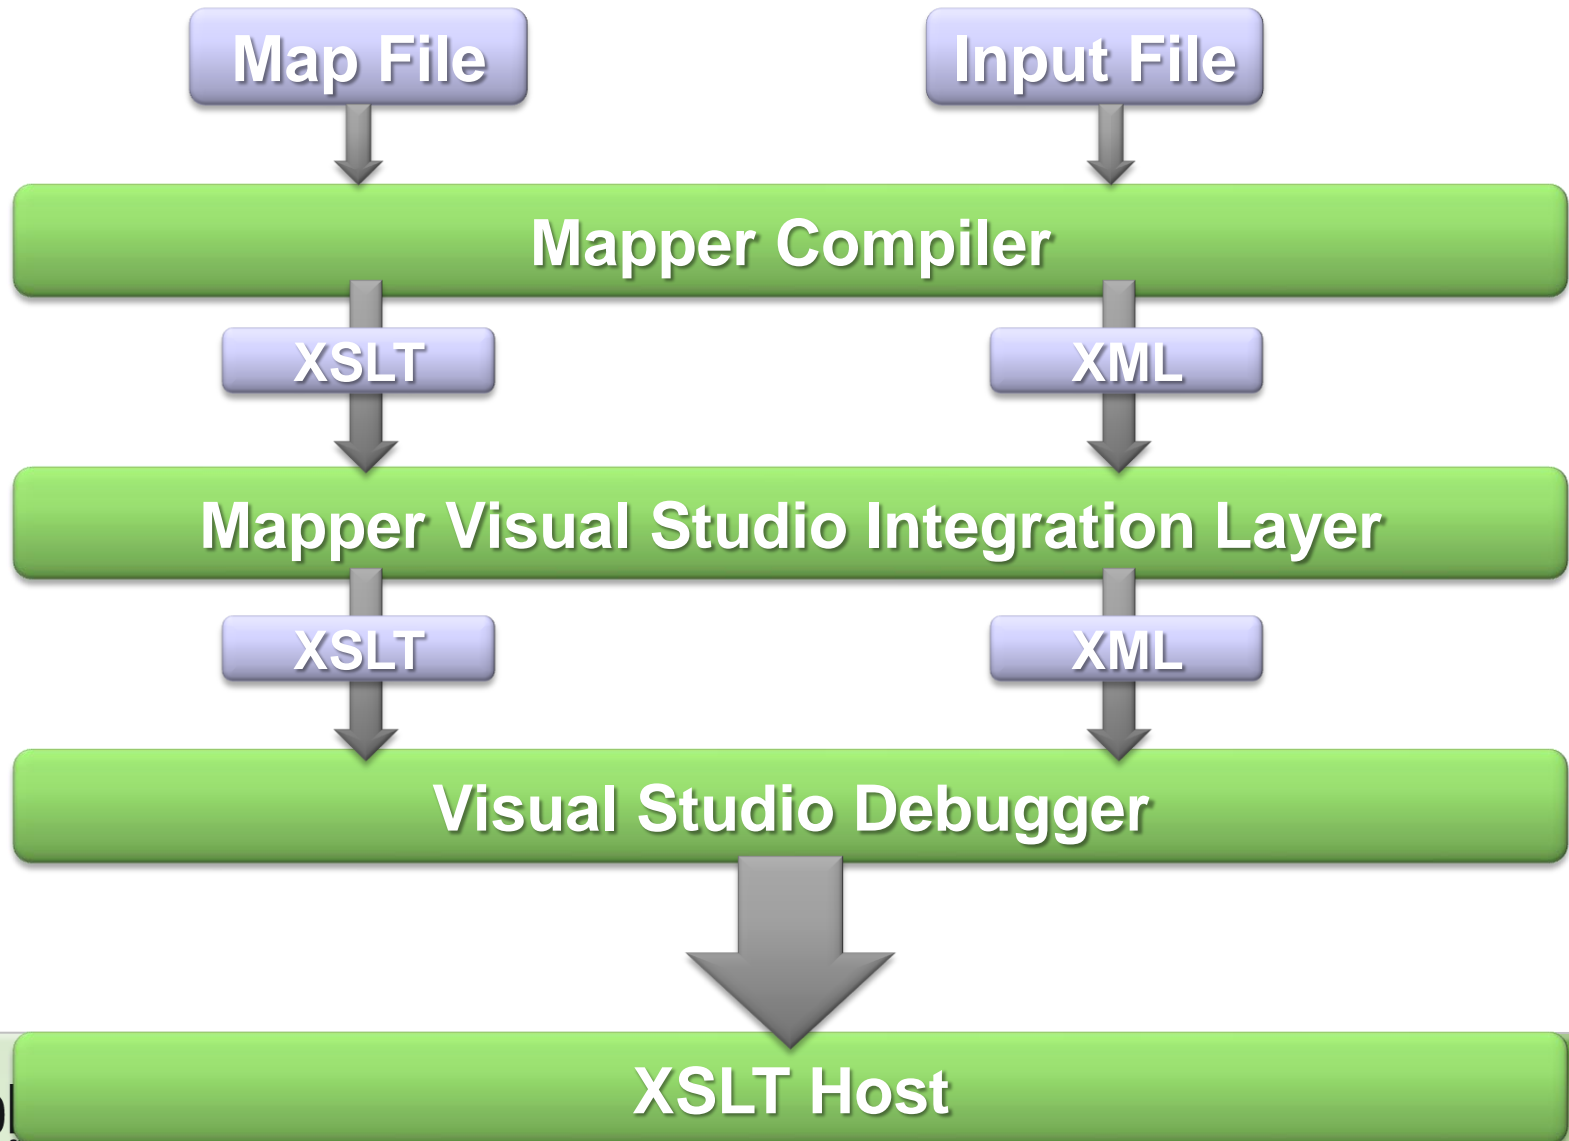 Map File
Input File
Mapper Compiler
XSLT
XML
Mapper Visual Studio Integration Layer
XSLT
XML
Visual Studio Debugger
XSLT Host